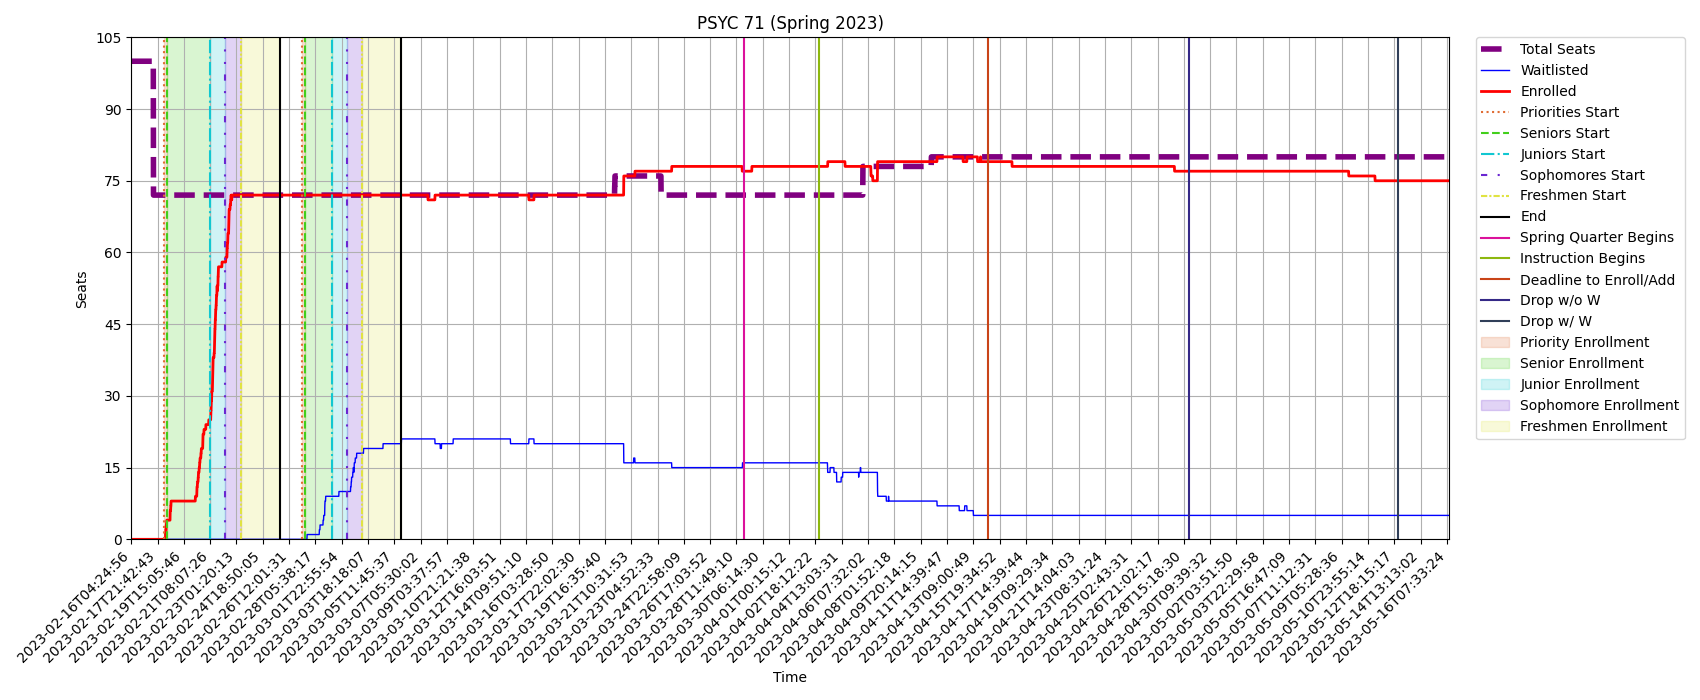 PSYC 71 (Spring 2023)
105
90
75
60
45
30
15
0
Seats
2023-02-16T04:24:56
2023-02-17T21:42:43
2023-02-19T15:05:46
2023-02-21T08:07:26
2023-02-23T01:20:13
2023-02-24T18:50:05
2023-02-26T12:01:31
2023-02-28T05:38:17
2023-03-01T22:55:54
2023-03-03T18:18:07
2023-03-05T11:45:37
2023-03-07T05:30:02
2023-03-09T03:37:57
2023-03-10T21:21:38
2023-03-12T16:03:51
2023-03-14T09:51:10
2023-03-16T03:28:50
2023-03-17T22:02:30
2023-03-19T16:35:40
2023-03-21T10:31:53
2023-03-23T04:52:33
2023-03-24T22:58:09
2023-03-26T17:03:52
2023-03-28T11:49:10
2023-03-30T06:14:30
2023-04-01T00:15:12
2023-04-02T18:12:22
2023-04-04T13:03:31
2023-04-06T07:32:02
2023-04-08T01:52:18
2023-04-09T20:14:15
2023-04-11T14:39:47
2023-04-13T09:00:49
2023-04-15T19:34:52
2023-04-17T14:39:44
2023-04-19T09:29:34
2023-04-21T14:04:03
2023-04-23T08:31:24
2023-04-25T02:43:31
2023-04-26T21:02:17
2023-04-28T15:18:30
2023-04-30T09:39:32
2023-05-02T03:51:50
2023-05-03T22:29:58
2023-05-05T16:47:09
2023-05-07T11:12:31
2023-05-09T05:28:36
2023-05-10T23:55:14
2023-05-12T18:15:17
2023-05-14T13:13:02
2023-05-16T07:33:24
Time
Total Seats
Waitlisted
Enrolled
Priorities Start
Seniors Start
Juniors Start
Sophomores Start
Freshmen Start
End
Spring Quarter Begins
Instruction Begins
Deadline to Enroll/Add
Drop w/o W
Drop w/ W
Priority Enrollment
Senior Enrollment
Junior Enrollment
Sophomore Enrollment
Freshmen Enrollment